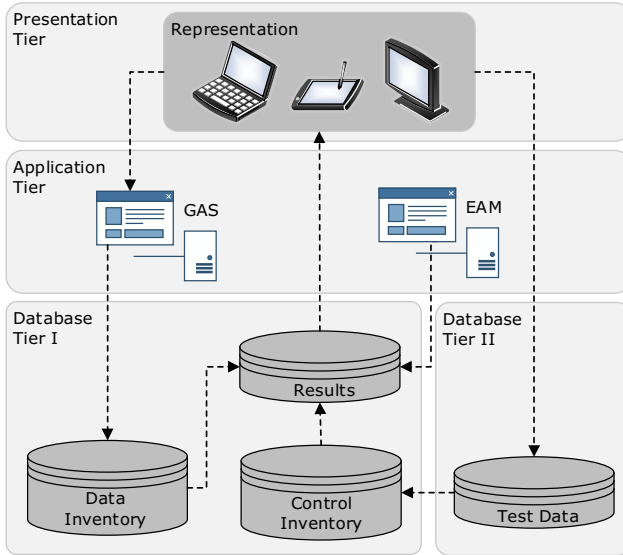 Presentation
Tier
Representation
Application
Tier
GAS
EAM
Database
Tier I
Database
Tier II
Results
Data
Inventory
Control
Inventory
Test Data